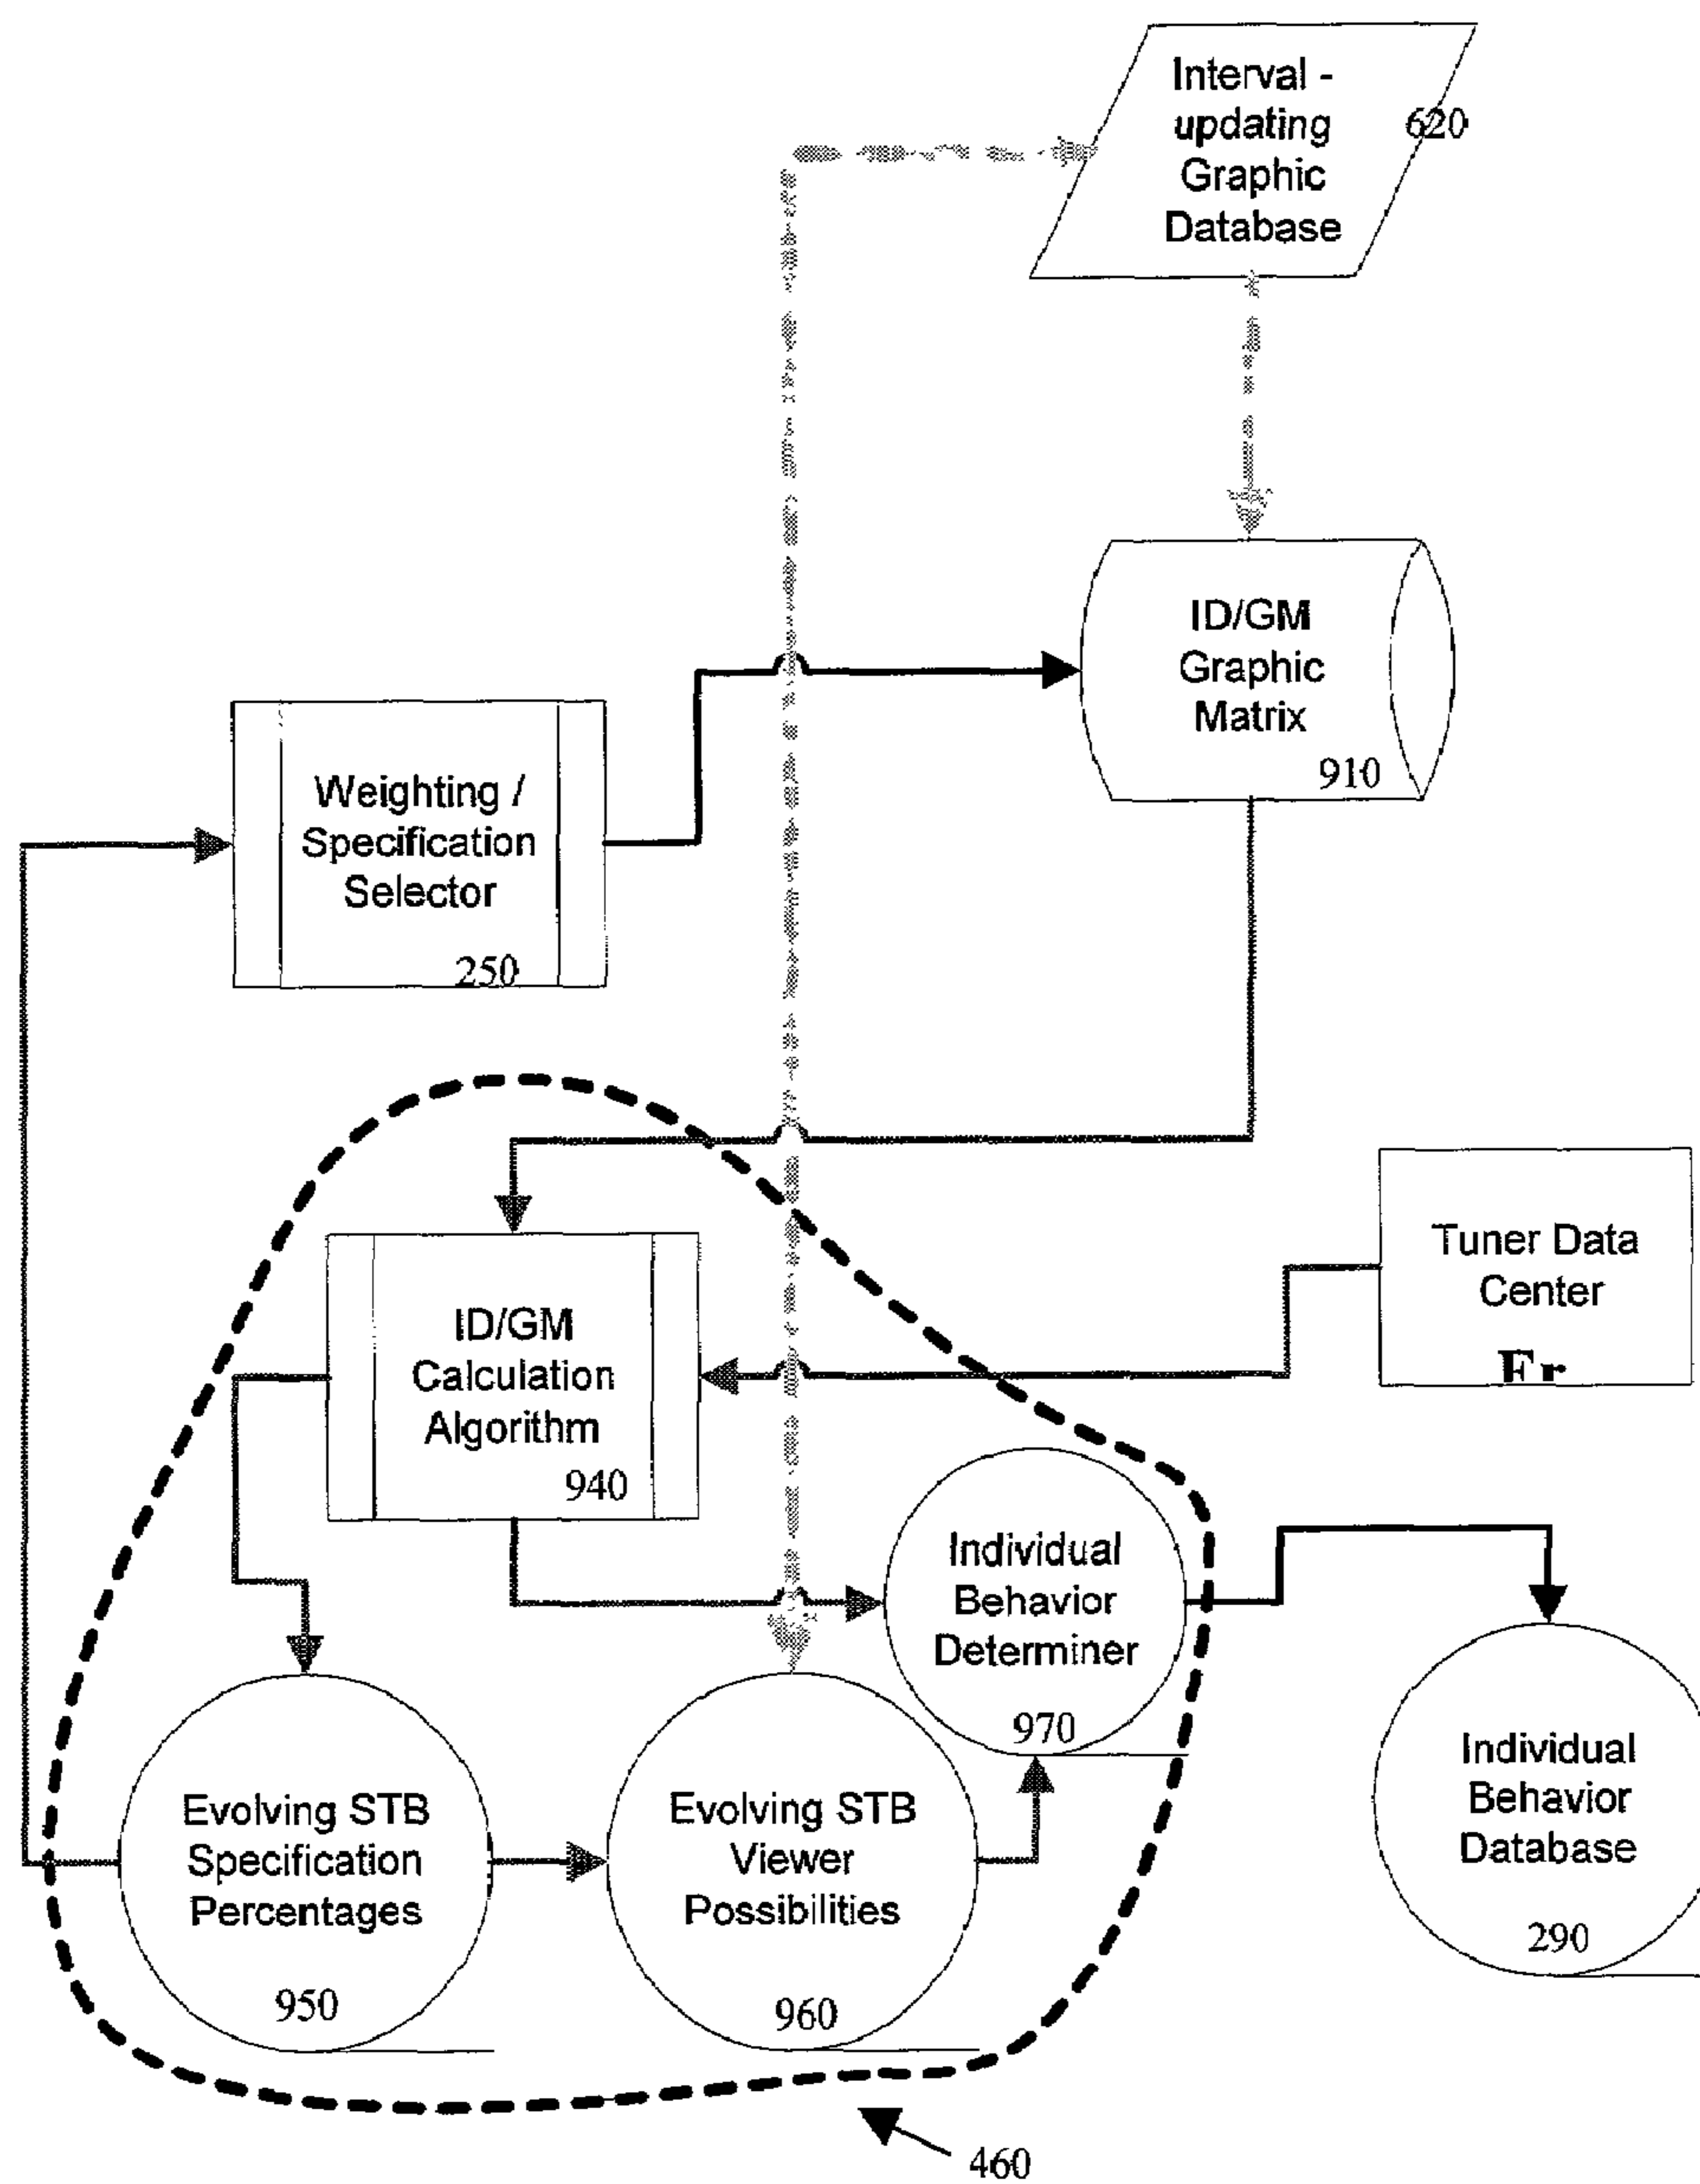 Interval -
updating
Graphic
Database
620
ID/GM
Graphic
Matrix
910
Weighting /
Specification
Selector
250
Tuner Data
Center
Fr
ID/GM
Calculation
Algorithm
940
Individual
Behavior
Determiner
970
Individual
Behavior
Database
290
Evolving STB
Specification
Percentages
950
Evolving STB
Viewer
Possibilities
960
460